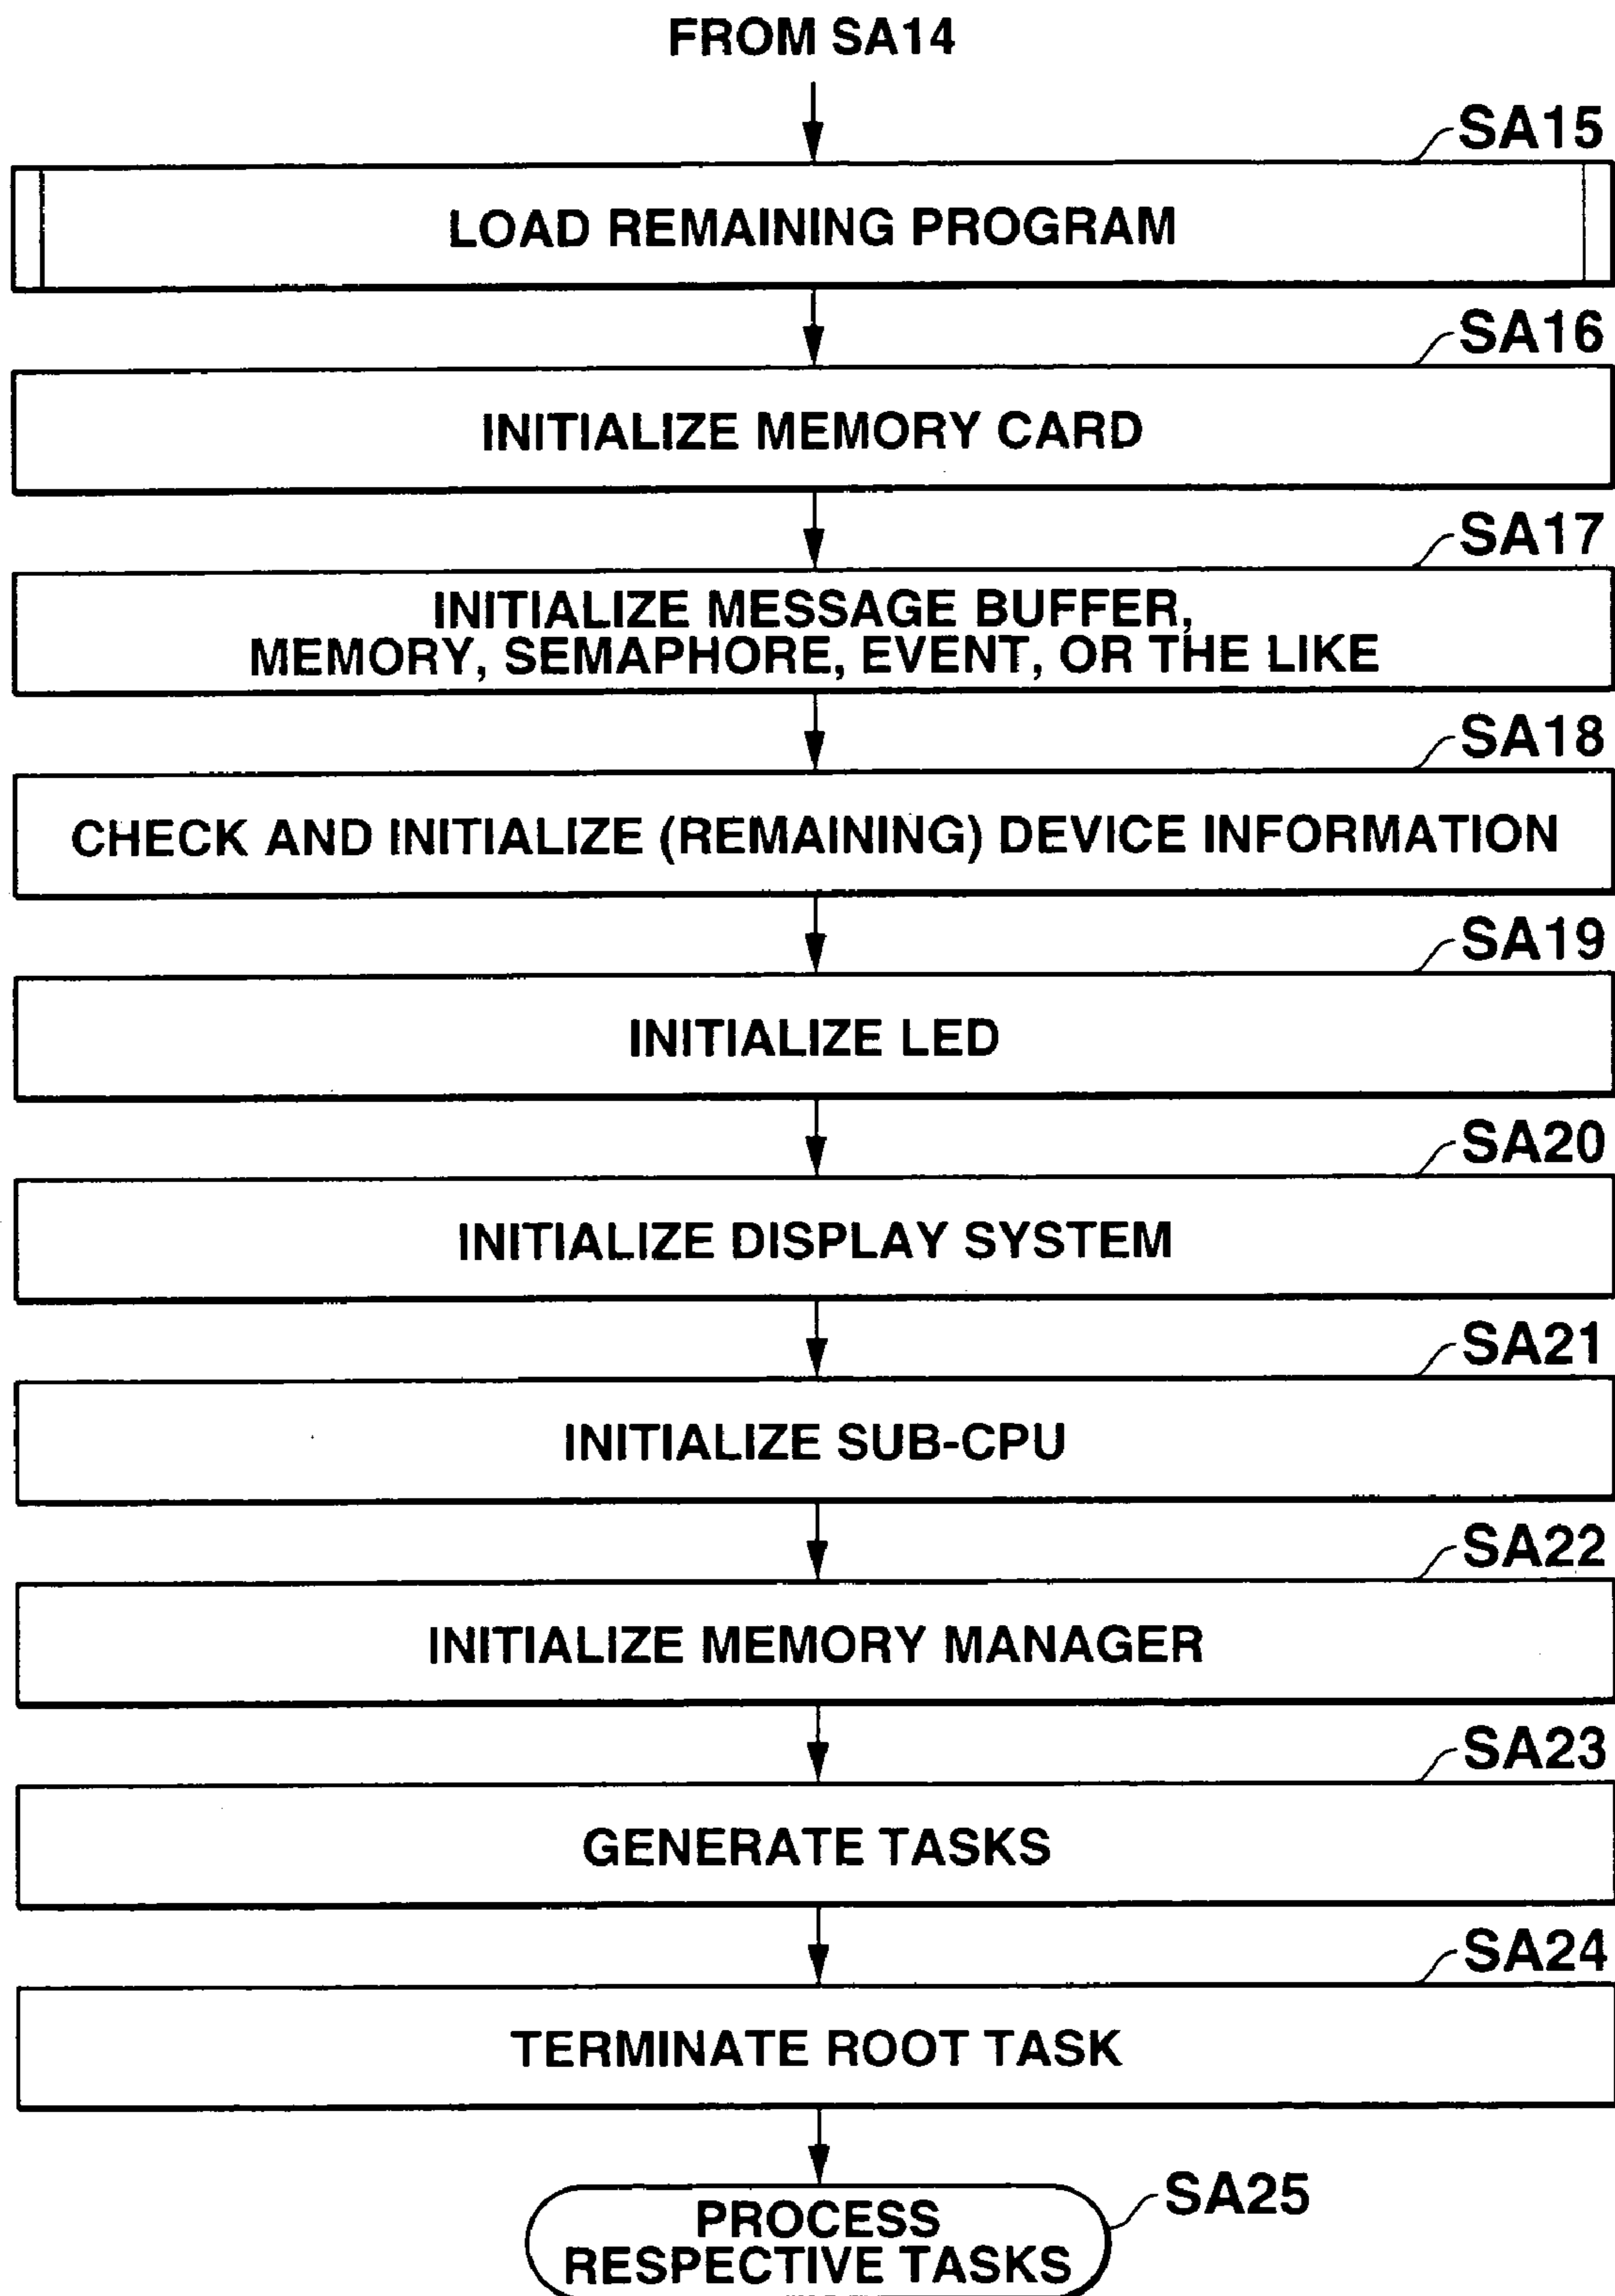 FROM SA14
SA15
LOAD REMAINING PROGRAM
SA16
INITIALIZE MEMORY CARD
SA17
INITIALIZE MESSAGE BUFFER,
MEMORY, SEMAPHORE, EVENT, OR THE LIKE
SA18
CHECK AND INITIALIZE (REMAINING) DEVICE INFORMATION
SA19
INITIALIZE LED
SA20
INITIALIZE DISPLAY SYSTEM
SA21
INITIALIZE SUB-CPU
SA22
INITIALIZE MEMORY MANAGER
SA23
GENERATE TASKS
SA24
TERMINATE ROOT TASK
SA25
PROCESS
RESPECTIVE TASKS